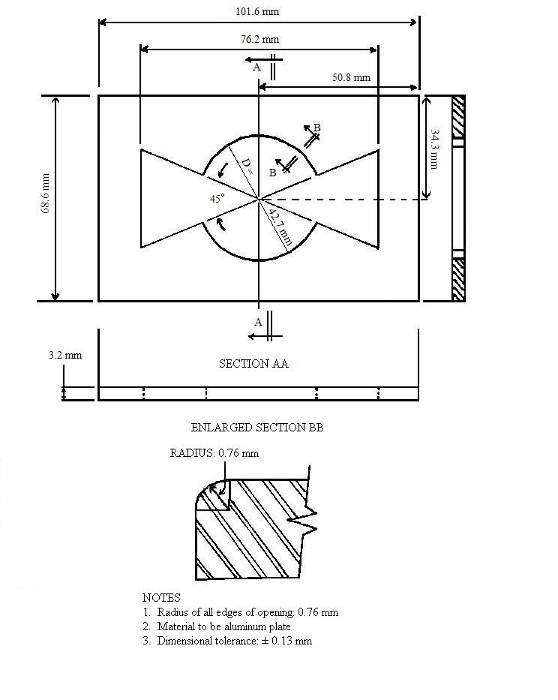 101.6 mm
76.2 mm
A
50.8 mm
B
B
34.3 mm
68.6 mm
D =
45°
42.7 mm
A
3.2 mm
SECTION AA
ENLARGED SECTION BB
RADIUS: 0.76 mm
NOTES
1. Radius of all edges of opening: 0.76 mm
2. Material to be aluminum plate
3. Dimensional tolerance: ± 0.13 mm